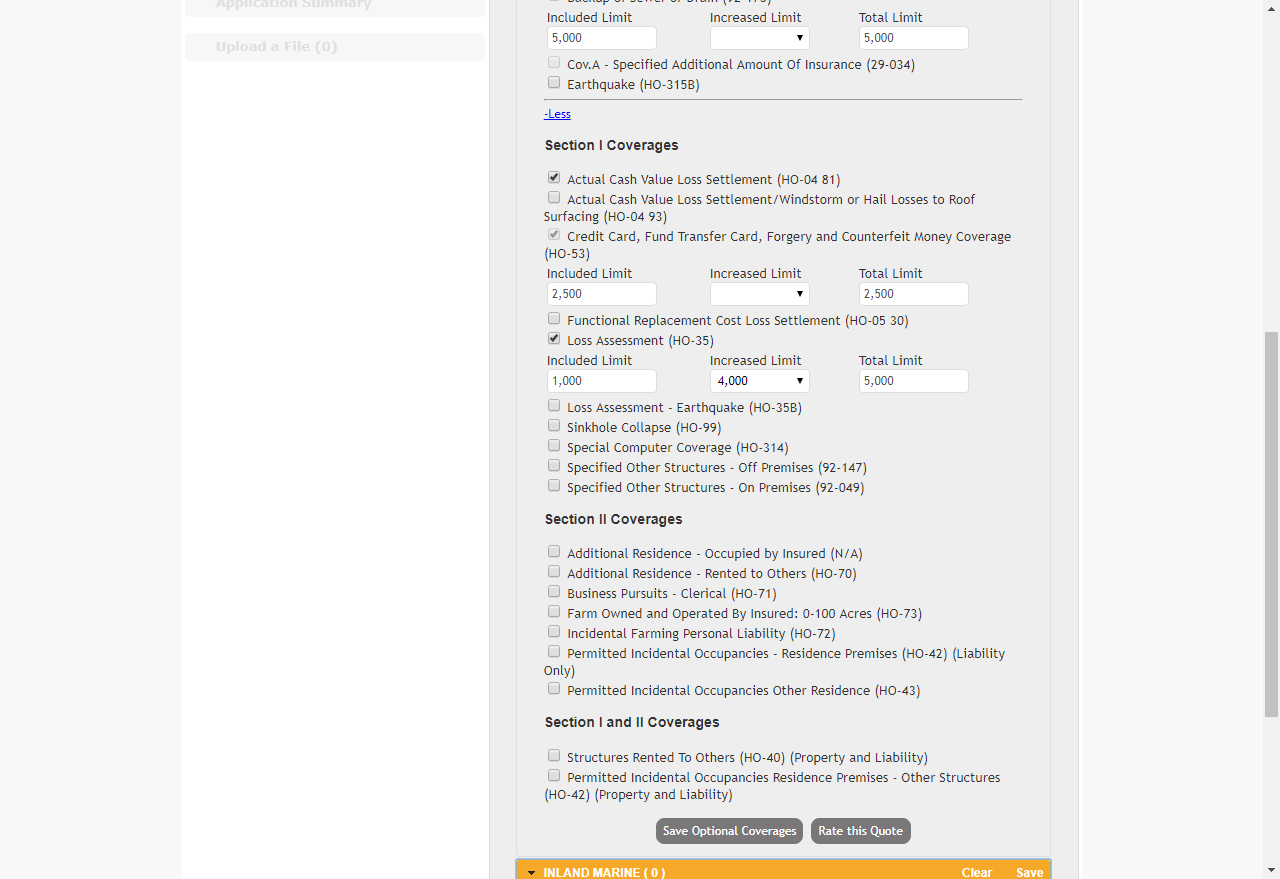 Application Summary
Upload a File (0)
Backup of Sewer or Drain (92-173)
Included Limit Increased Limit Total Limit
5,000 5,000
Cov.A - Specified Additional Amount Of Insurance (29-034)
Earthquake (HO-315B)
-Less
Section I Coverages
Actual Cash Value Loss Settlement (HO-04 81)
Actual Cash Value Loss Settlement/Windstorm or Hail Losses to Roof
Surfacing (HO-04 93)
Credit Card, Fund Transfer Card, Forgery and Counterfeit Money Coverage
(HO-53)
Included Limit Increased Limit Total Limit
2,500 2,500
Functional Replacement Cost Loss Settlement (HO-05 30)
Loss Assessment (HO-35)
Included Limit Increased Limit Total Limit
1,000 4,000 5,000
Loss Assessment - Earthquake (HO-35B)
Sinkhole Collapse (HO-99)
Special Computer Coverage (HO-314)
Specified Other Structures - Off Premises (92-147)
Specified Other Structures - On Premises (92-049)
Section II Coverages
Additional Residence - Occupied by Insured (N/A)
Additional Residence - Rented to Others (HO-70)
Business Pursuits - Clerical (HO-71)
Farm Owned and Operated By Insured: 0-100 Acres (HO-73)
Incidental Farming Personal Liability (HO-72)
Permitted Incidental Occupancies - Residence Premises (HO-42) (Liability
Only)
Permitted Incidental Occupancies Other Residence (HO-43)
Section I and II Coverages
Structures Rented To Others (HO-40) (Property and Liability)
Permitted Incidental Occupancies Residence Premises - Other Structures
(HO-42) (Property and Liability)
Save Optional Coverages Rate this Quote
INLAND MARINE ( 0 ) Clear Save